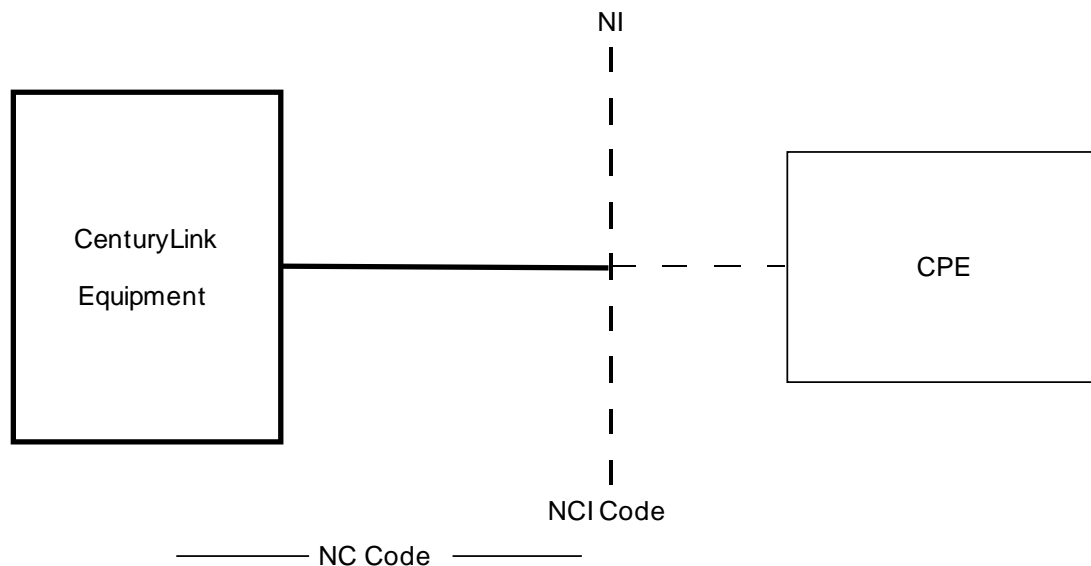 NI
CenturyLink
Equipment
CPE
NCI Code
NC Code